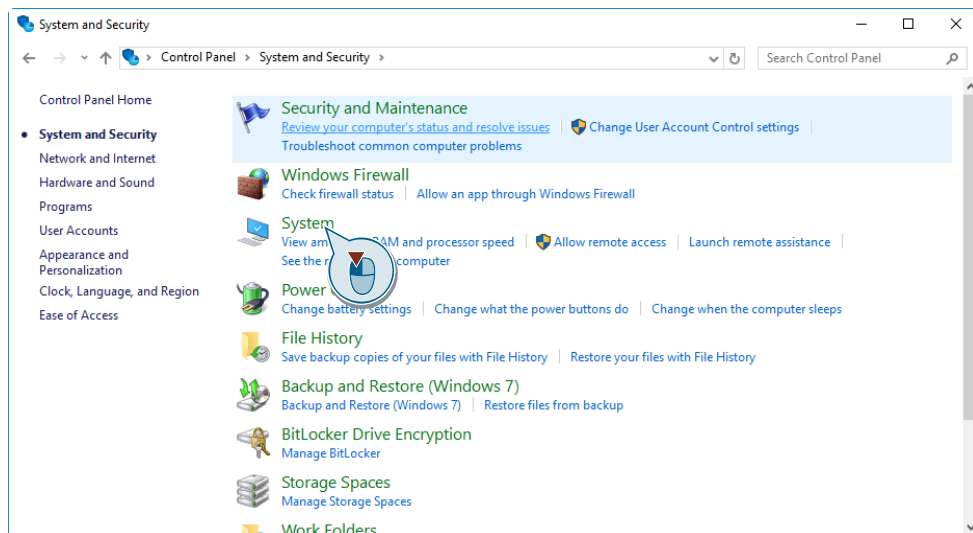 System and Security
Control Panel > System and Security >
Search Control Panel
Control Panel Home
System and Security
Network and Internet
Hardware and Sound
Programs
User Accounts
Appearance and
Personalization
Clock, Language, and Region
Ease of Access
Security and Maintenance
Review your computer's status and resolve issues
Change User Account Control settings
Troubleshoot common computer problems
Windows Firewall
Check firewall status
Allow an app through Windows Firewall
System
View am AM and processor speed
Allow remote access
Launch remote assistance
See the computer
Power
Change battery settings
Change what the power buttons do
Change when the computer sleeps
File History
Save backup copies of your files with File History
Restore your files with File History
Backup and Restore (Windows 7)
Backup and Restore (Windows 7)
Restore files from backup
BitLocker Drive Encryption
Manage BitLocker
Storage Spaces
Manage Storage Spaces
Work Folders